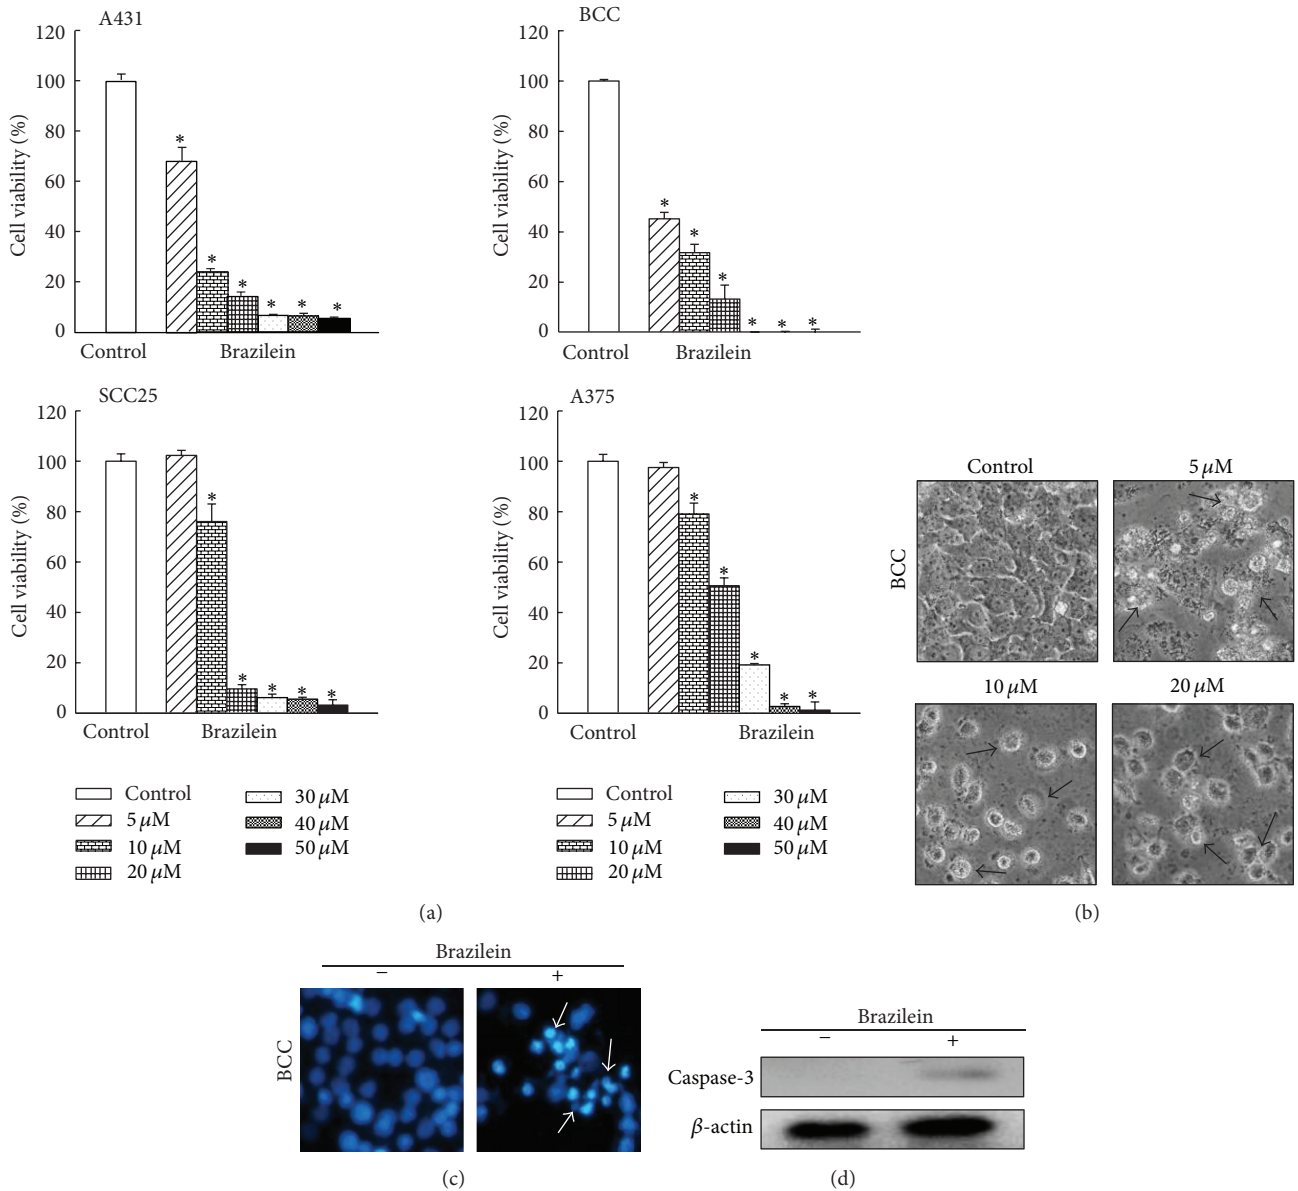 A431
120
100
80
60
40
20
0
Cell viability (%)
*
*
*
*
*
*
Control
Brazilein
BCC
120
100
80
60
40
20
0
Cell viability (%)
*
*
*
*
*
*
Control
Brazilein
SCC25
120
100
80
60
40
20
0
Cell viability (%)
*
*
*
*
*
Control
Brazilein
A375
120
100
80
60
40
20
0
Cell viability (%)
*
*
*
*
*
Control
Brazilein
Control
5 μM
10 μM
20 μM
30 μM
40 μM
50 μM
Control
5 μM
10 μM
20 μM
30 μM
40 μM
50 μM
(a)
Control
5 μM
BCC
10 μM
20 μM
(b)
Brazilein
− +
BCC
(c)
Brazilein
− +
Caspase-3
β-actin
(d)